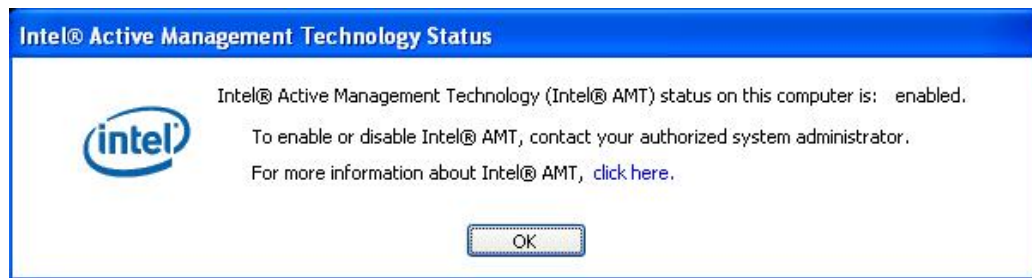 Intel® Active Management Technology Status
Intel® Active Management Technology (Intel® AMT) status on this computer is: enabled.
intel
To enable or disable Intel® AMT, contact your authorized system administrator.
For more information about Intel® AMT, click here.
OK